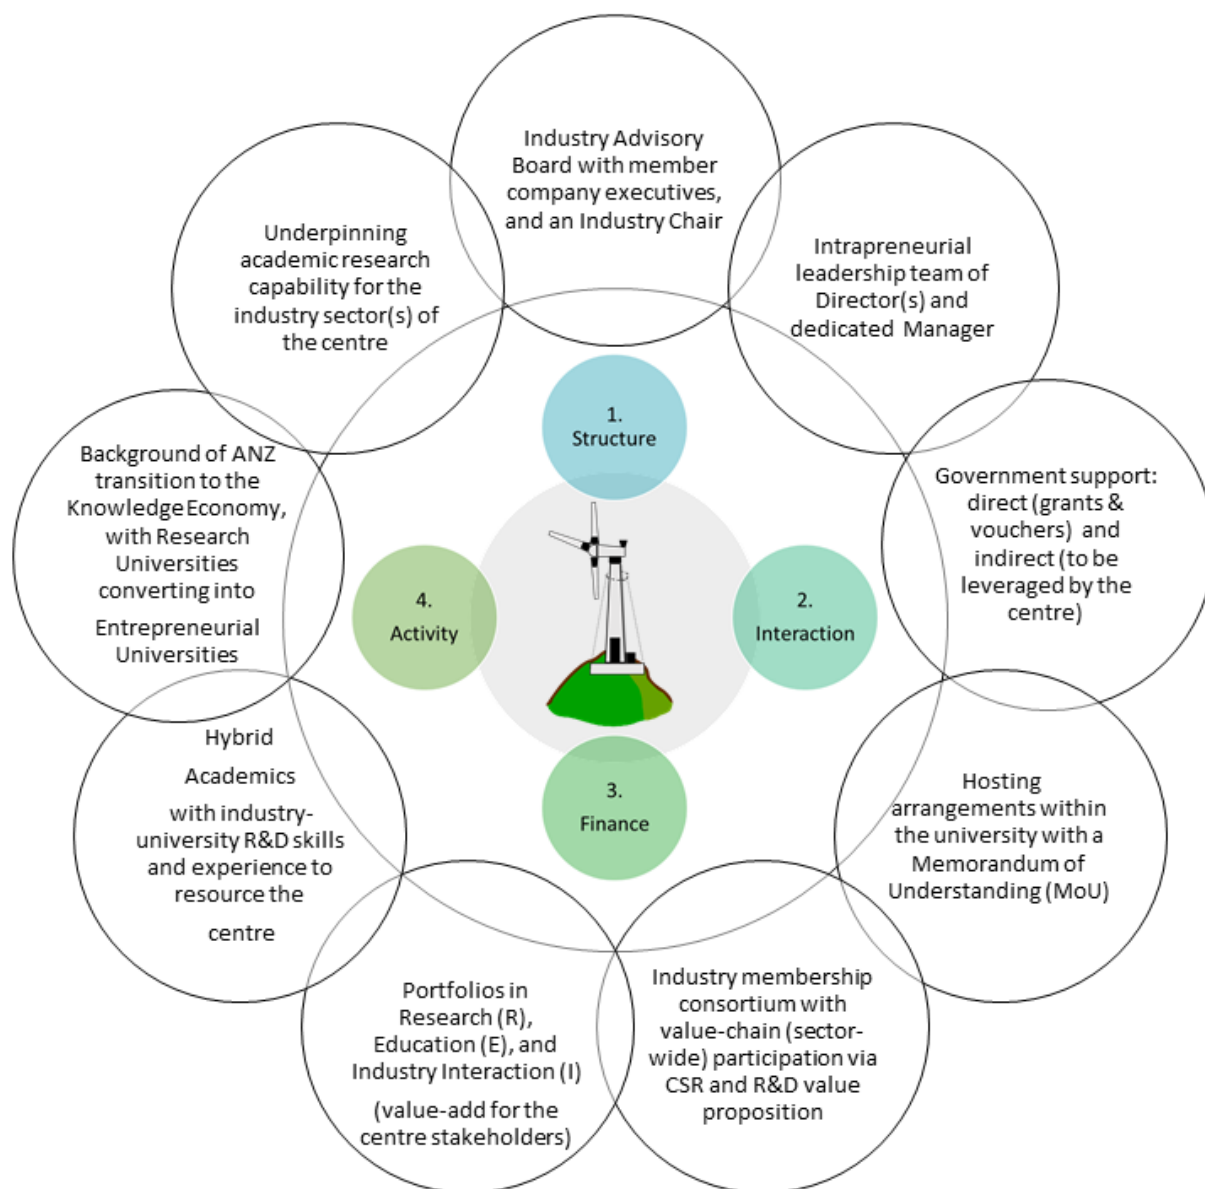 Industry Advisory
Board with member
company executives,
and an Industry Chair
Intrapreneurial
leadership team of
Director(s) and
dedicated Manager
Government support:
direct (grants &
vouchers) and
indirect (to be
leveraged by the
centre)
Hosting
arrangements within
the university with a
Memorandum of
Understanding (MoU)
Industry membership
consortium with
value-chain (sector-
wide) participation via
CSR and R&D value
proposition
Portfolios in
Research (R),
Education (E), and
Industry Interaction (I)
(value-add for the
centre stakeholders)
Hybrid
Academics
with industry-
university R&D skills
and experience to
resource the
centre
Background of ANZ
transition to the
Knowledge Economy,
with Research
Universities
converting into
Entrepreneurial
Universities
Underpinning
academic research
capability for the
industry sector(s) of
the centre
1.
Structure
2.
Interaction
3.
Finance
4.
Activity